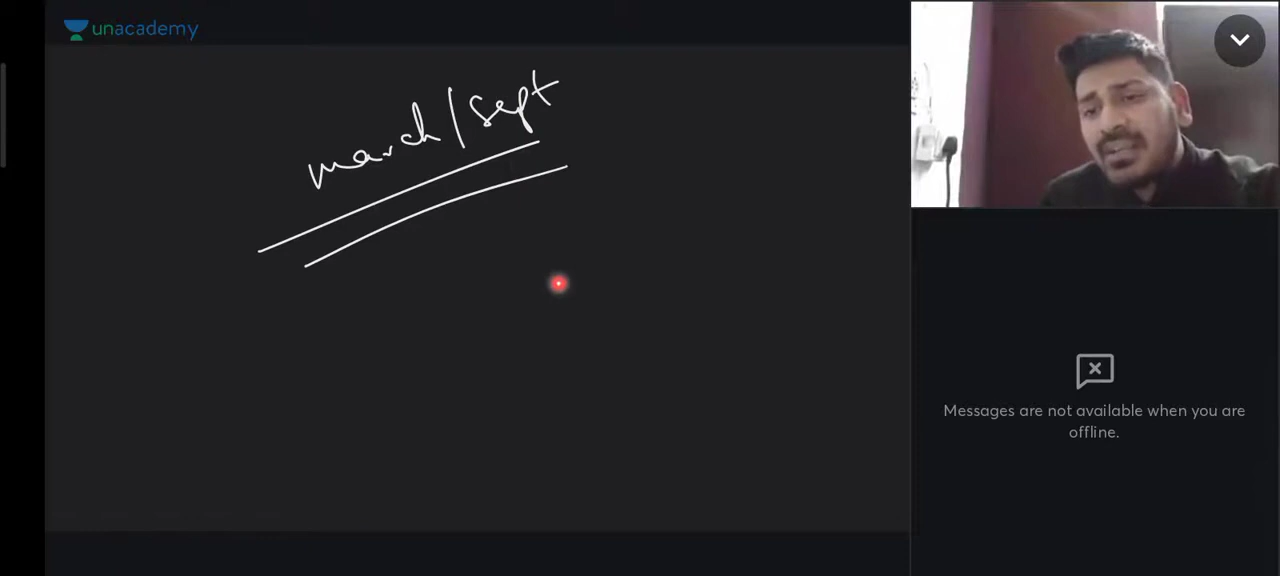 unacademy
march/sept
Messages are not available when you are
offline.